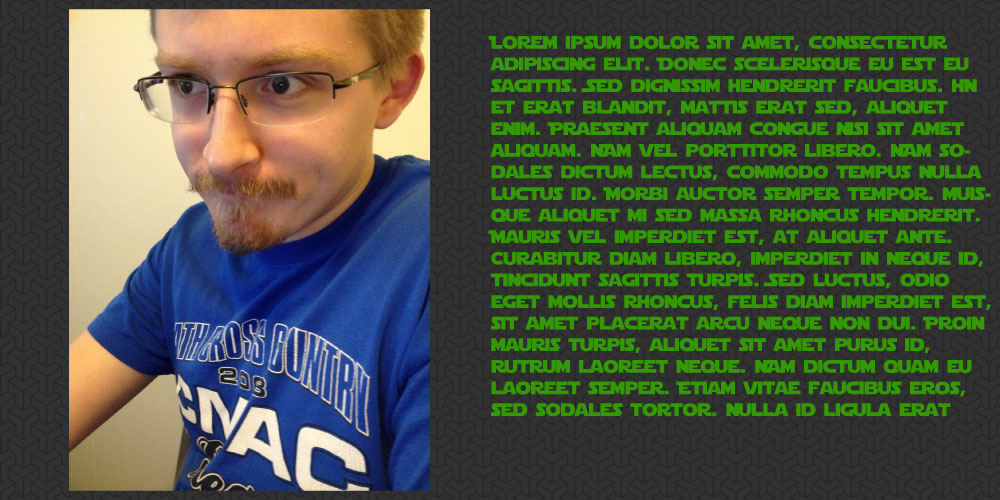 Lorem ipsum dolor sit amet, consectetur
adipiscing elit. Donec scelerisque eu est eu
sagittis. Sed dignissim hendrerit faucibus. In
et erat blandit, mattis erat sed, aliquet
enim. Praesent aliquam congue nisi sit amet
aliquam. Nam vel porttitor libero. Nam so-
dales dictum lectus, commodo tempus nulla
luctus id. Morbi auctor semper tempor. Muis-
que aliquet mi sed massa rhoncus hendrerit.
Mauris vel imperdiet est, at aliquet ante.
Curabitur diam libero, imperdiet in neque id,
tincidunt sagittis turpis. Sed luctus, odio
eget mollis rhoncus, felis diam imperdiet est,
sit amet placerat arcu neque non dui. Proin
mauris turpis, aliquet sit amet purus id,
rutrum laoreet neque. Nam dictum quam eu
laoreet semper. Etiam vitae faucibus eros,
sed sodales tortor. Nulla id ligula erat
CROSS COUNTRY